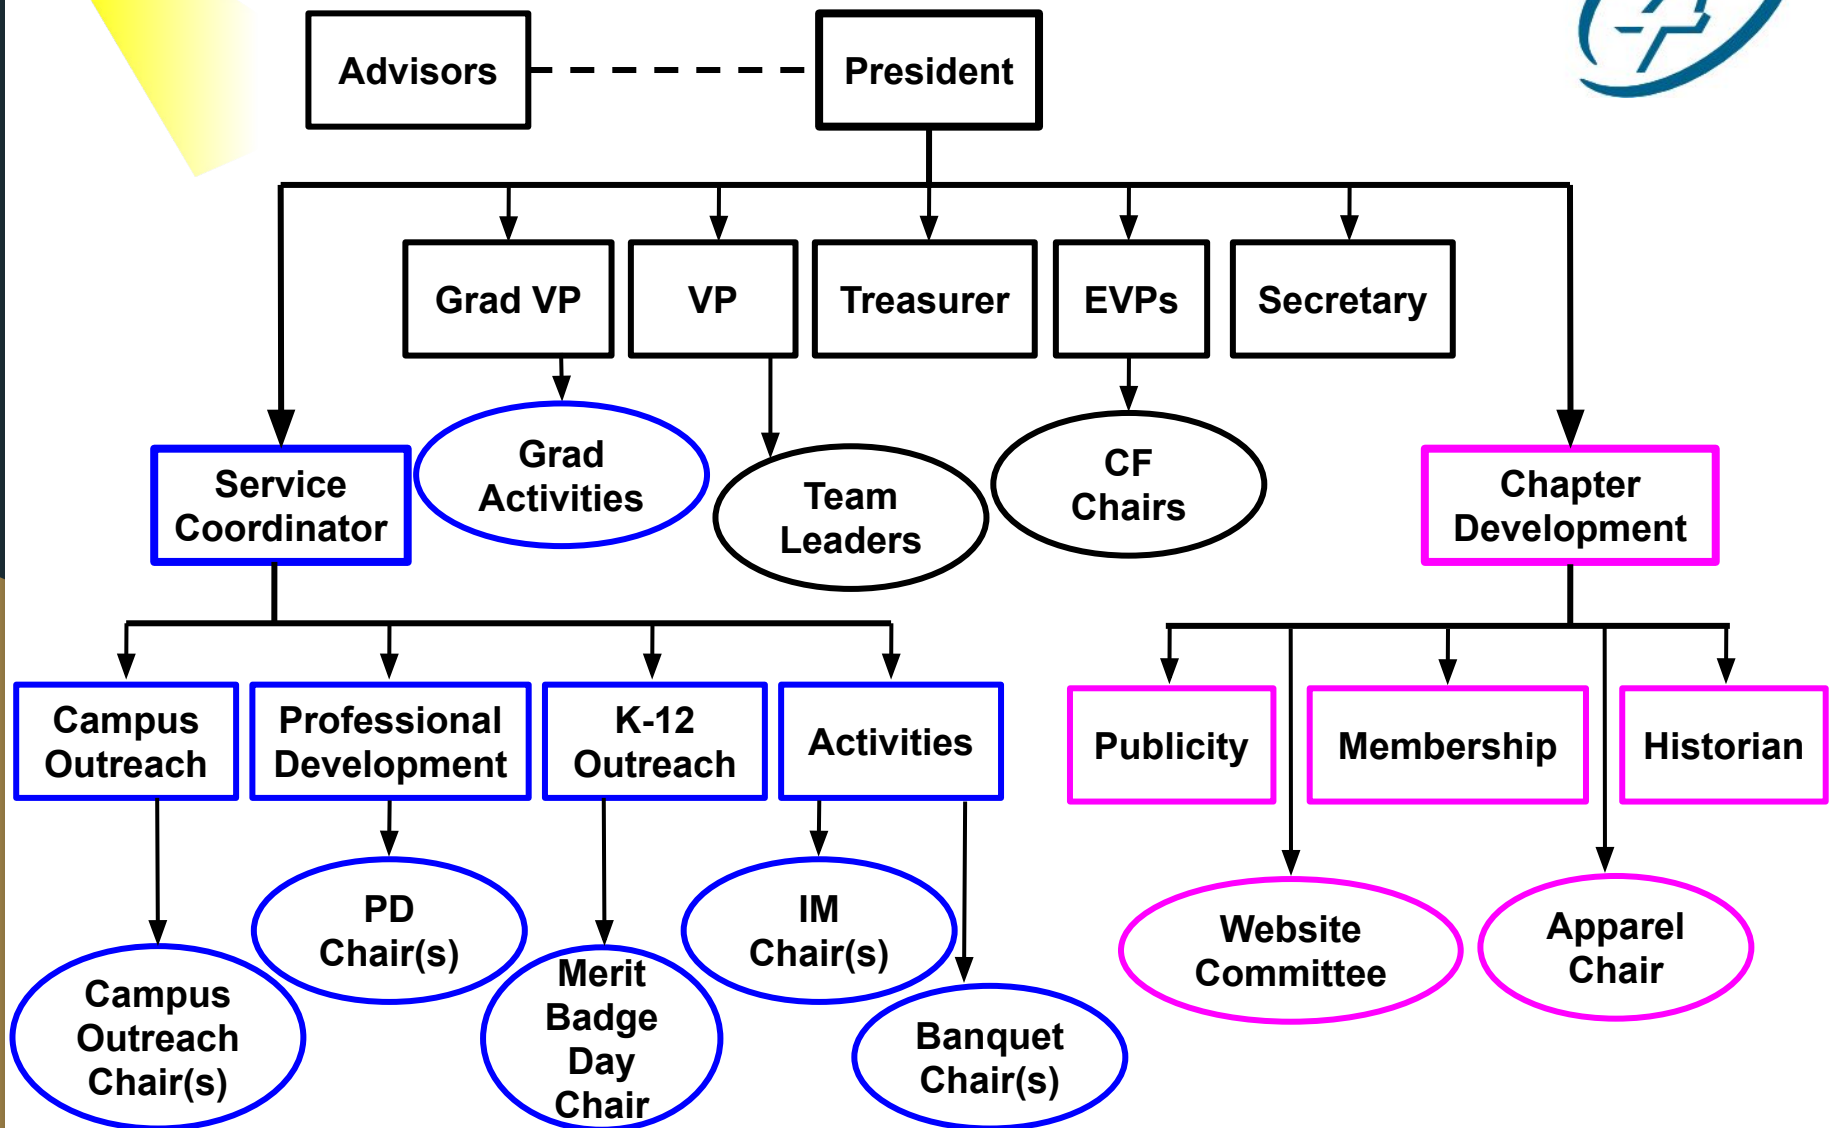 Advisors
President
Grad VP
VP
Treasurer
EVPs
Secretary
Service
Coordinator
Grad
Activities
Team
Leaders
CF
Chairs
Chapter
Development
Campus
Outreach
Professional
Development
K-12
Outreach
Activities
Publicity
Membership
Historian
Campus
Outreach
Chair(s)
PD
Chair(s)
Merit
Badge
Day
Chair
IM
Chair(s)
Banquet
Chair(s)
Website
Committee
Apparel
Chair